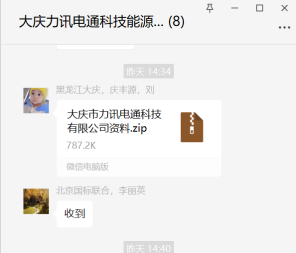 大庆力讯电通科技能源... (8)
昨天 14:34
黑龙江大庆，庆丰源，刘
大庆市力讯电通科技
有限公司资料.zip
787.2K
微信电脑版
北京国际联合，李丽英
收到
昨天 14:40